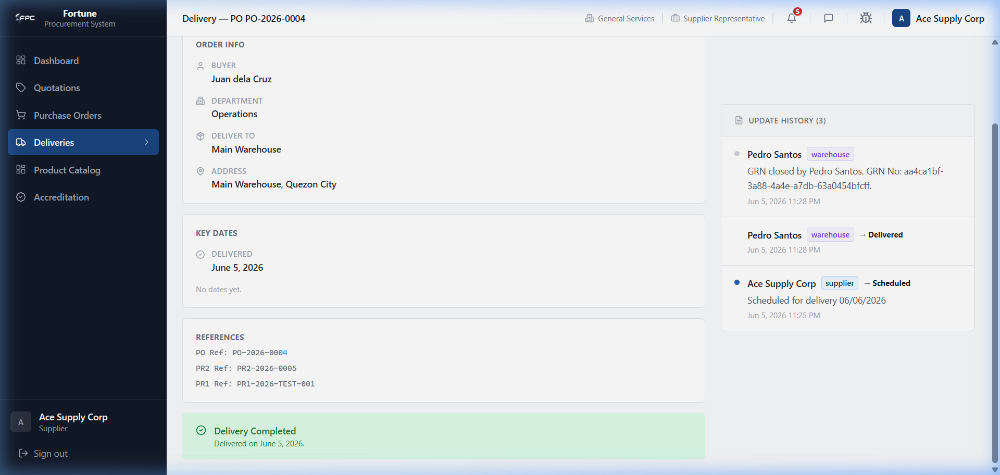 FPC
Fortune
Procurement System
Dashboard
Quotations
Purchase Orders
Deliveries
Product Catalog
Accreditation
A
Ace Supply Corp
Supplier
Sign out
Delivery — PO PO-2026-0004
General Services
Supplier Representative
5
A
Ace Supply Corp
ORDER INFO
BUYER
Juan dela Cruz
DEPARTMENT
Operations
DELIVER TO
Main Warehouse
ADDRESS
Main Warehouse, Quezon City
KEY DATES
DELIVERED
June 5, 2026
No dates yet.
REFERENCES
PO Ref: PO-2026-0004
PR2 Ref: PR2-2026-0005
PR1 Ref: PR1-2026-TEST-001
Delivery Completed
Delivered on June 5, 2026.
UPDATE HISTORY (3)
Pedro Santos warehouse
GRN closed by Pedro Santos. GRN No: aa4ca1bf-
3a88-4a4e-a7db-63a0454bfcff.
Jun 5, 2026 11:28 PM
Pedro Santos warehouse → Delivered
Jun 5, 2026 11:28 PM
Ace Supply Corp supplier → Scheduled
Scheduled for delivery 06/06/2026
Jun 5, 2026 11:25 PM